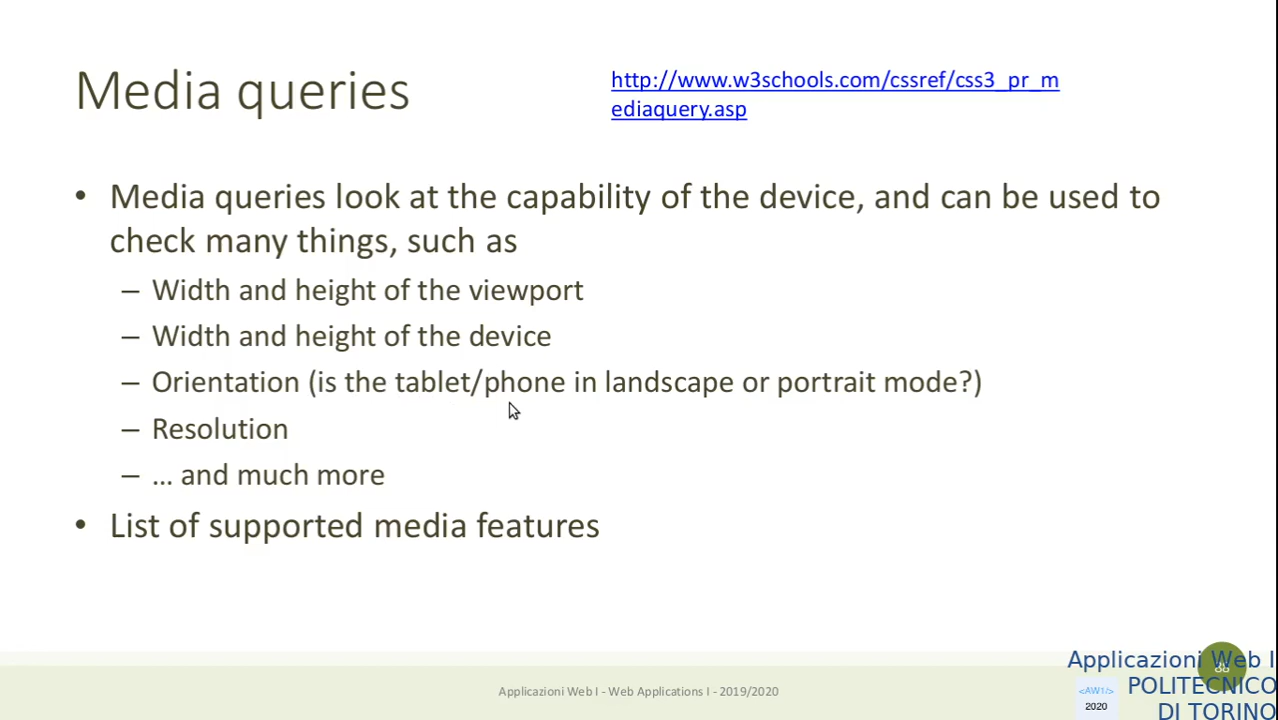 Media queries
http://www.w3schools.com/cssref/css3_pr_m
ediaquery.asp
• Media queries look at the capability of the device, and can be used to
check many things, such as
– Width and height of the viewport
– Width and height of the device
– Orientation (is the tablet/phone in landscape or portrait mode?)
– Resolution
– ... and much more
• List of supported media features
Applicazioni Web I - Web Applications I - 2019/2020
Applicazioni Web I
POLITECNICO
DI TORINO
<AW1/>
2020